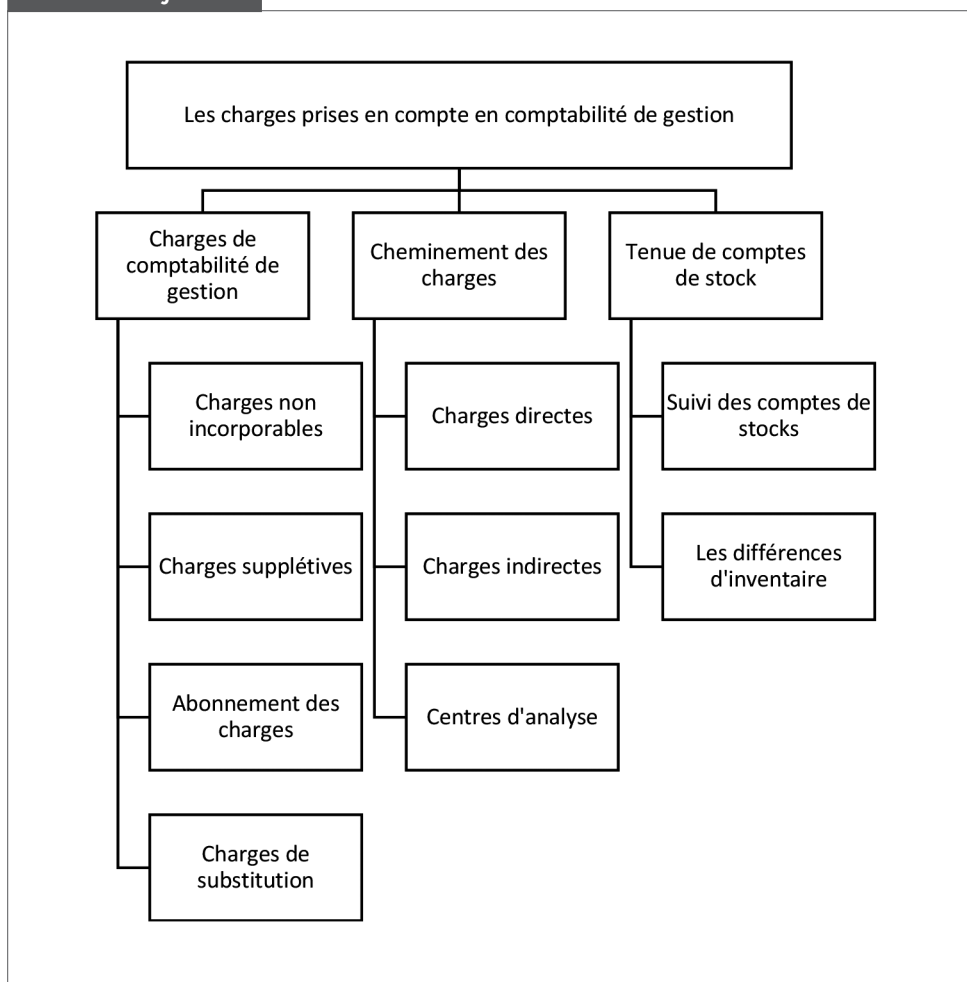 Les charges prises en compte en comptabilité de gestion
Charges de
comptabilité de
gestion
Charges non
incorporables
Charges supplétives
Abonnement des
charges
Charges de
substitution
Cheminement des
charges
Charges directes
Charges indirectes
Centres d'analyse
Tenue de comptes
de stock
Suivi des comptes de
stocks
Les différences
d'inventaire